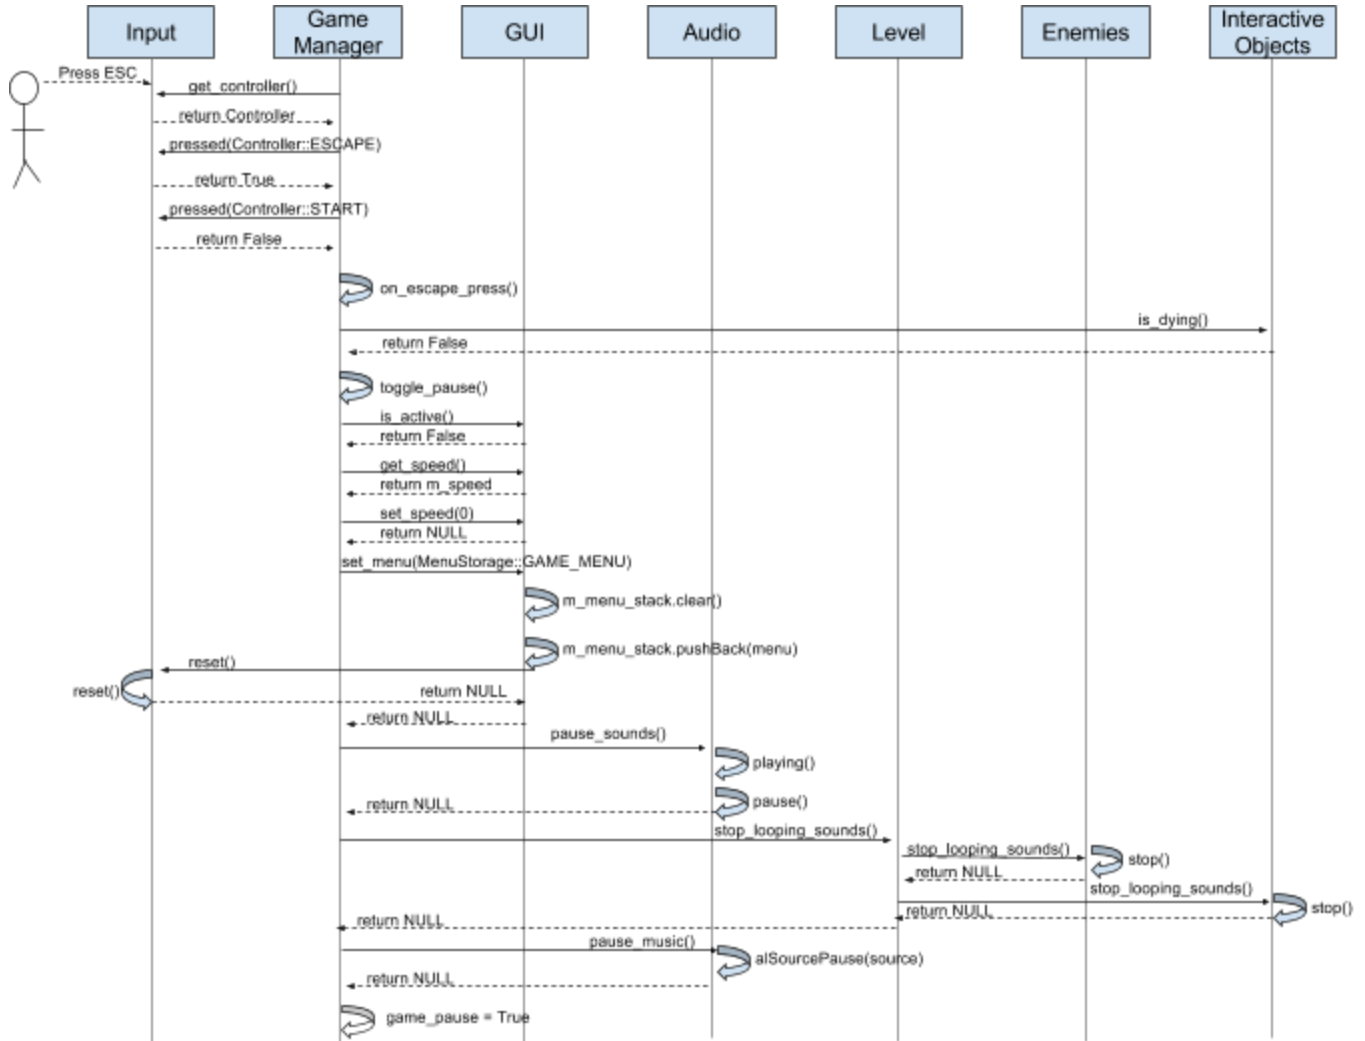 Input
Game
Manager
GUI
Audio
Level
Enemies
Interactive
Objects
Press ESC
get_controller()
return Controller
pressed(Controller::ESCAPE)
return True
pressed(Controller::START)
return False
on_escape_press()
is_dying()
return False
toggle_pause()
is_active()
return False
get_speed()
return m_speed
set_speed(0)
return NULL
set_menu(MenuStorage::GAME_MENU)
m_menu_stack.clear()
m_menu_stack.pushBack(menu)
reset()
reset()
return NULL
return NULL
pause_sounds()
playing()
pause()
return NULL
stop_looping_sounds()
stop_looping_sounds()
stop()
return NULL
stop_looping_sounds()
stop()
return NULL
return NULL
pause_music()
alSourcePause(source)
return NULL
game_pause = True